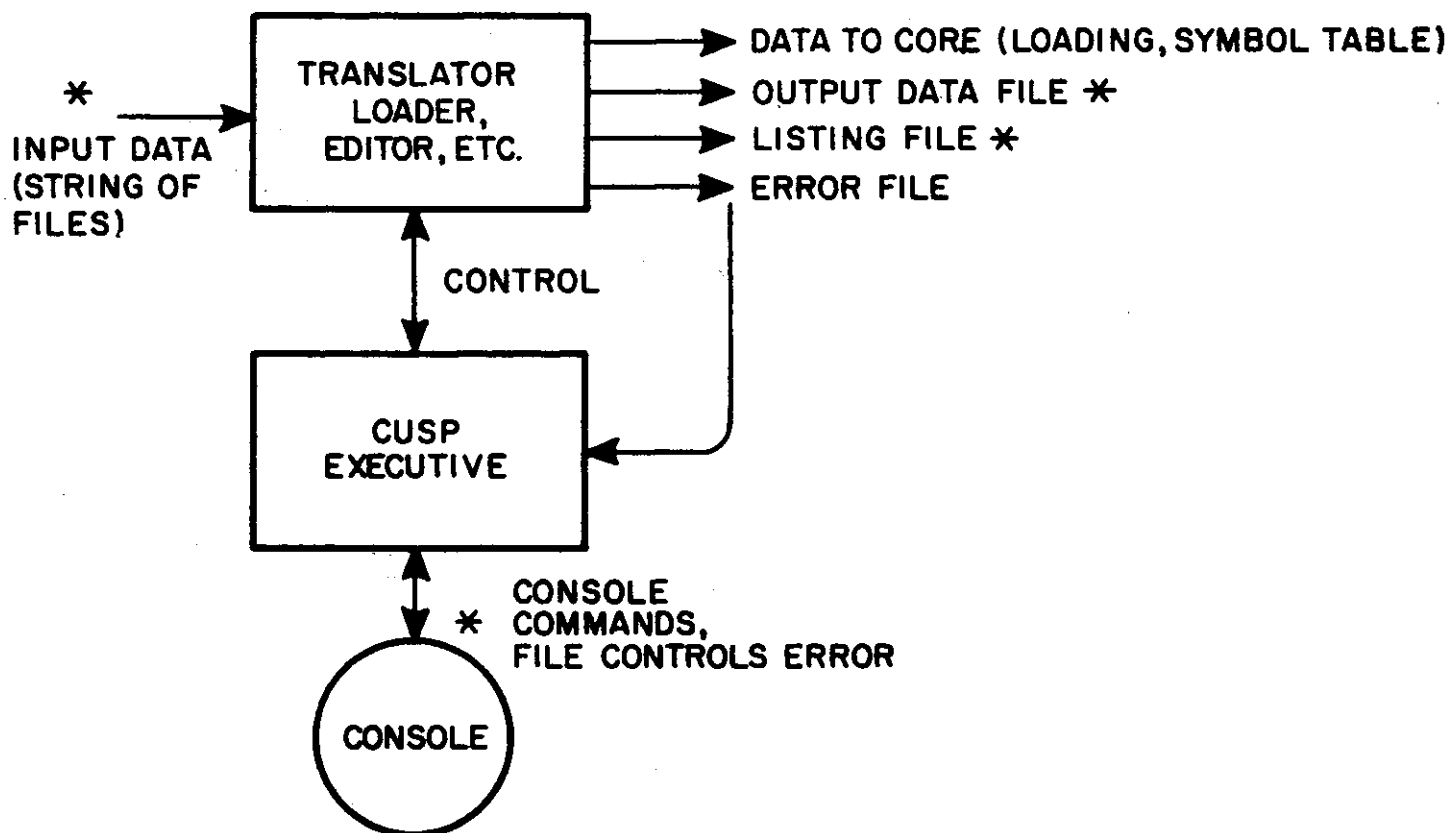 DATA TO CORE (LOADING, SYMBOL TABLE)
TRANSLATOR
LOADER,
EDITOR, ETC.
*
OUTPUT DATA FILE *
LISTING FILE *
INPUT DATA
(STRING OF
FILES)
ERROR FILE
CONTROL
CUSP
EXECUTIVE
CONSOLE
* COMMANDS,
FILE CONTROLS ERROR
CONSOLE